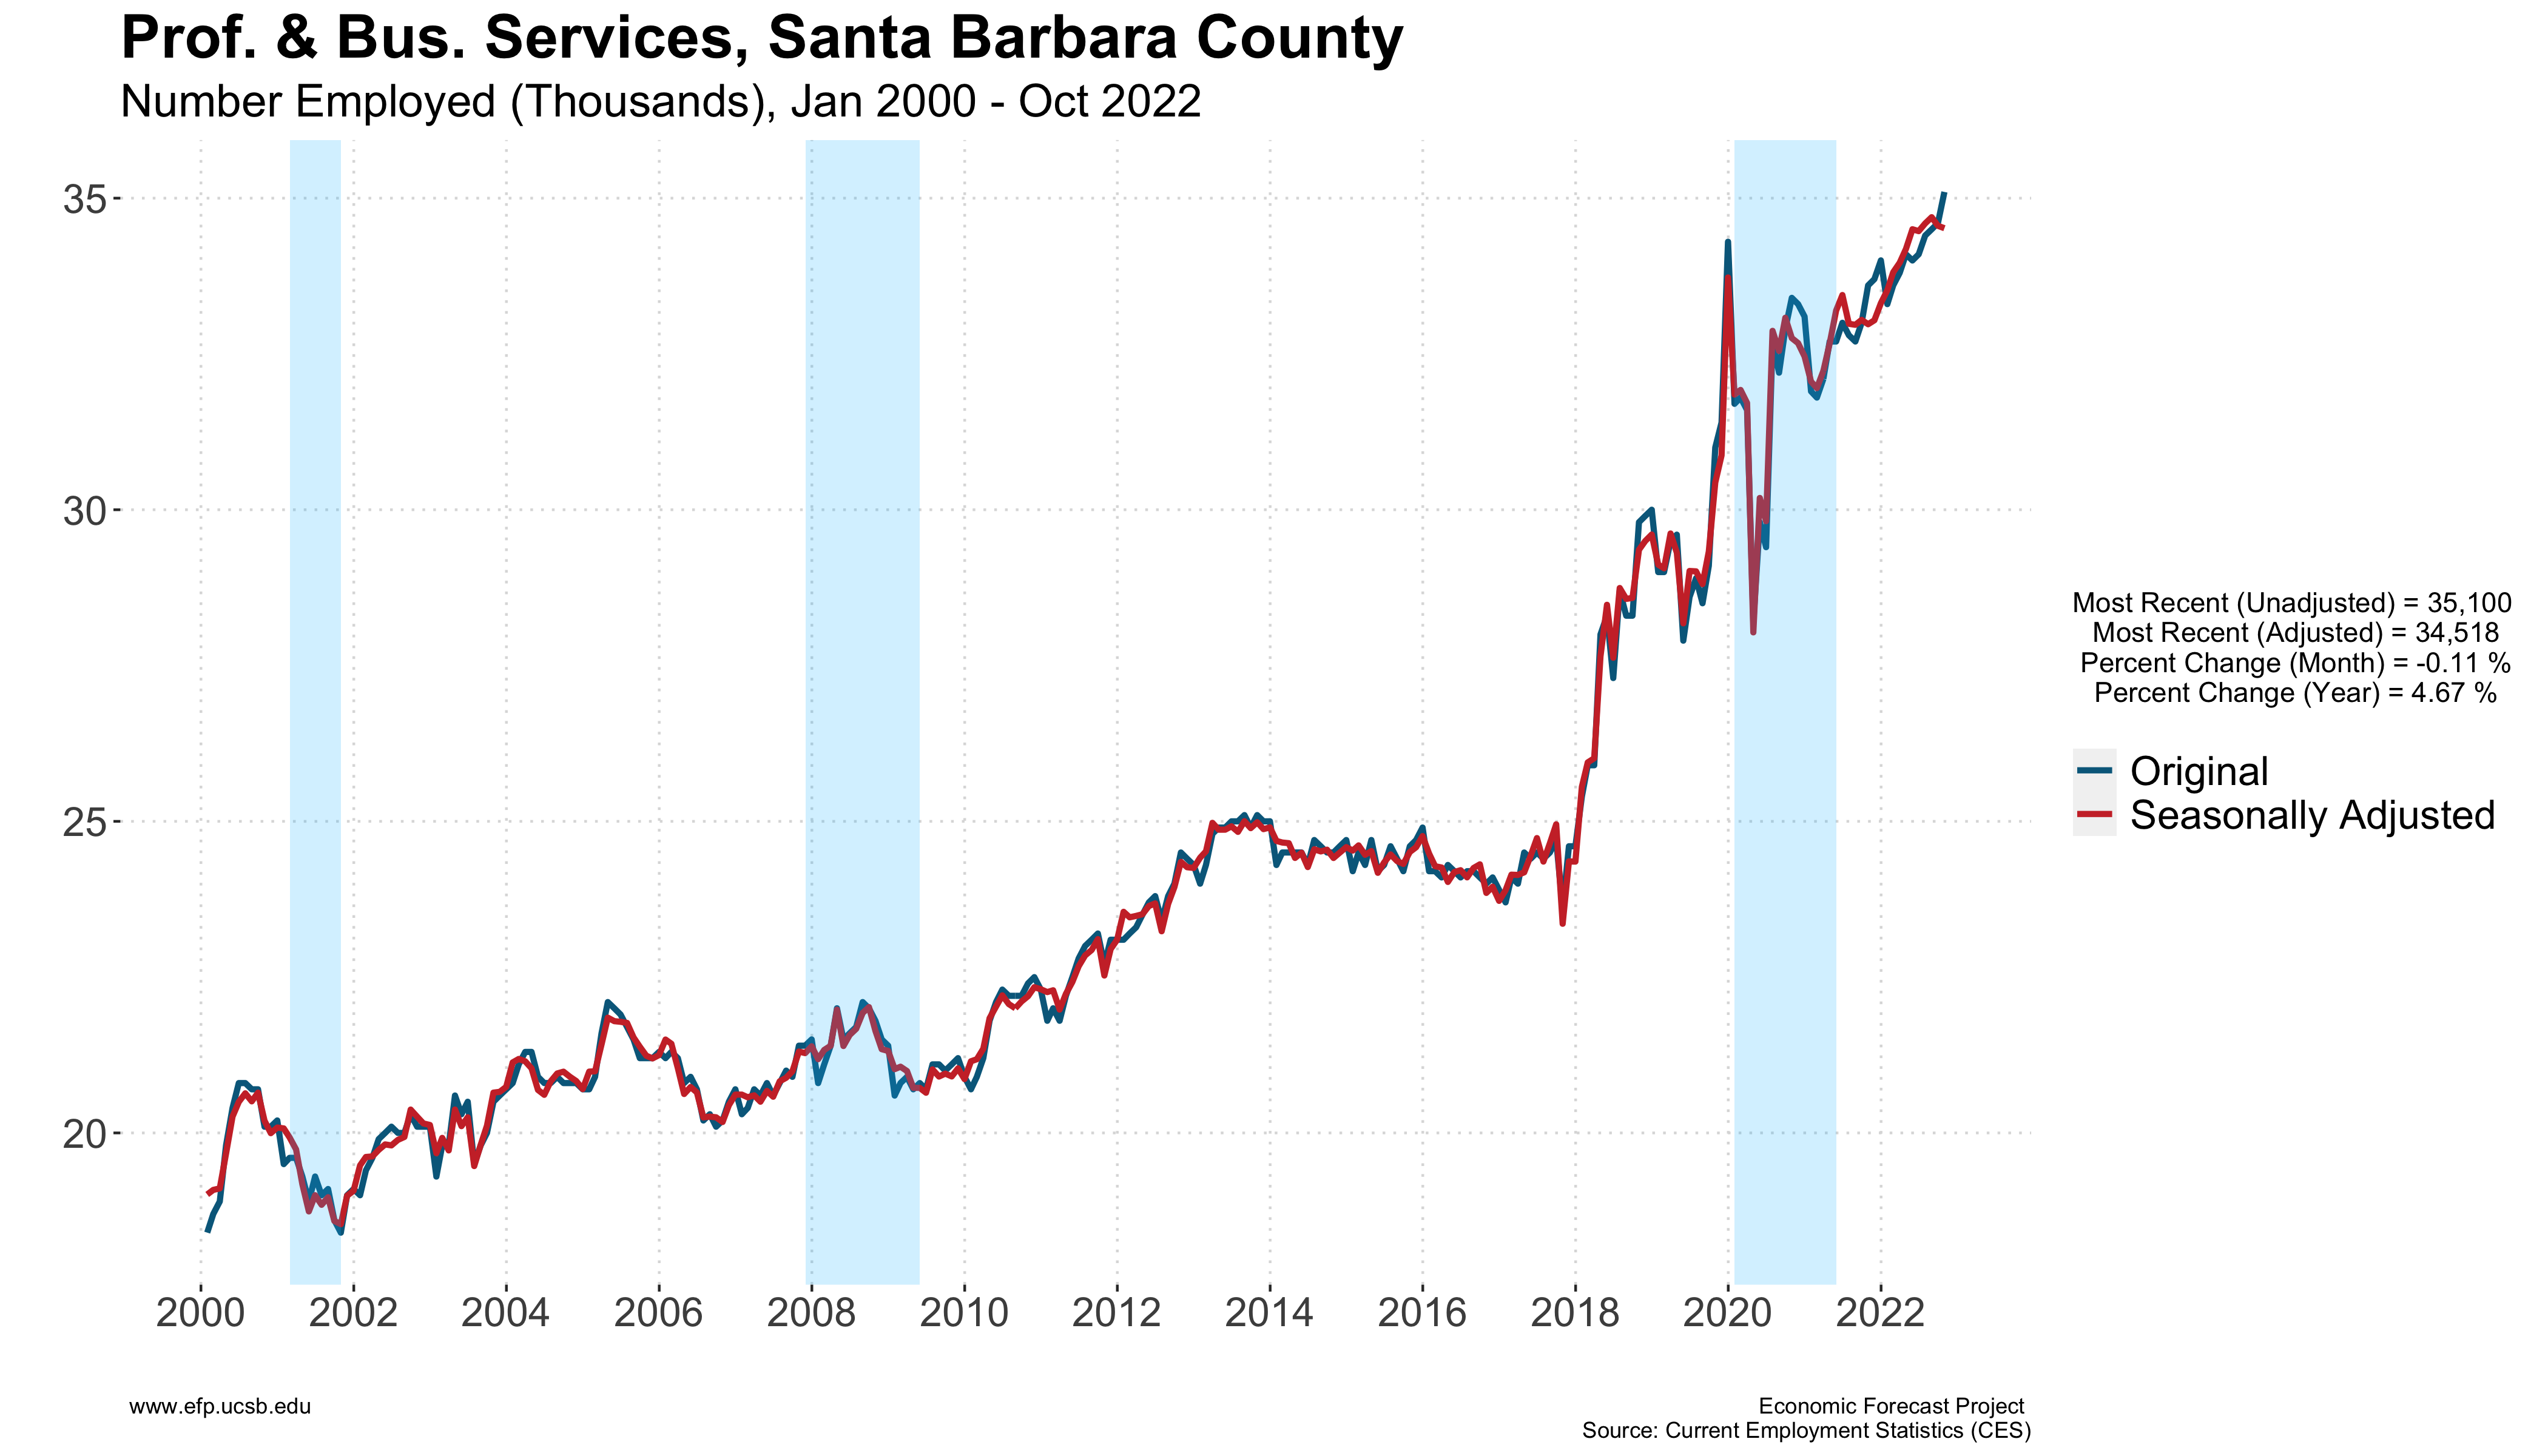 Prof. & Bus. Services, Santa Barbara County
Number Employed (Thousands), Jan 2000 - Oct 2022
35
30
25
20
2000
2002
2004
2006
2008
2010
2012
2014
2016
2018
2020
2022
Most Recent (Unadjusted) = 35,100
Most Recent (Adjusted) = 34,518
Percent Change (Month) = -0.11 %
Percent Change (Year) = 4.67 %
Original
Seasonally Adjusted
www.efp.ucsb.edu
Economic Forecast Project
Source: Current Employment Statistics (CES)